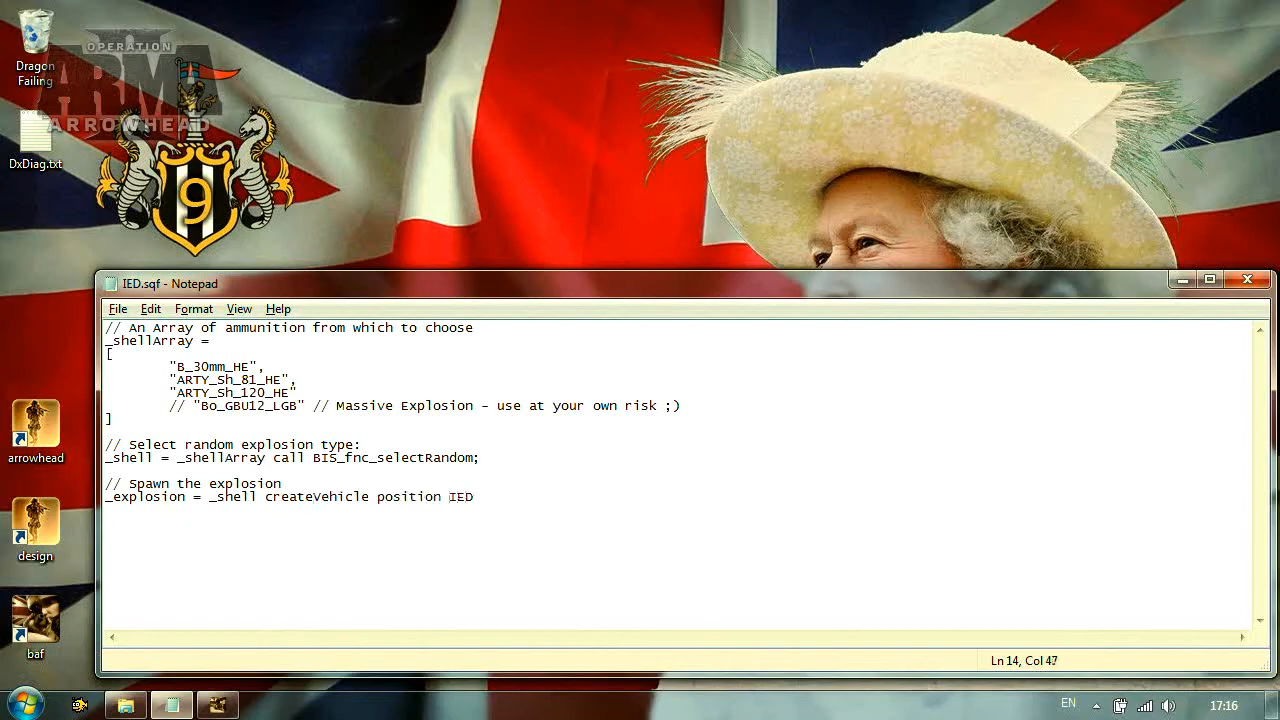 OPERATION
ARMA
ARROWHEAD
Dragon
Failing
DxDiag.txt
9
IED.sqf - Notepad
File Edit Format View Help
// An Array of ammunition from which to choose
_shellArray =
[
"B_30mm_HE",
"ARTY_Sh_81_HE",
"ARTY_Sh_120_HE"
// "Bo_GBU12_LGB" // Massive Explosion - use at your own risk ;)
]
// Select random explosion type:
_shell = _shellArray call BIS_fnc_selectRandom;
// Spawn the explosion
_explosion = _shell createVehicle position IED
arrowhead
design
baf
Ln 14, Col 47
EN
17:16